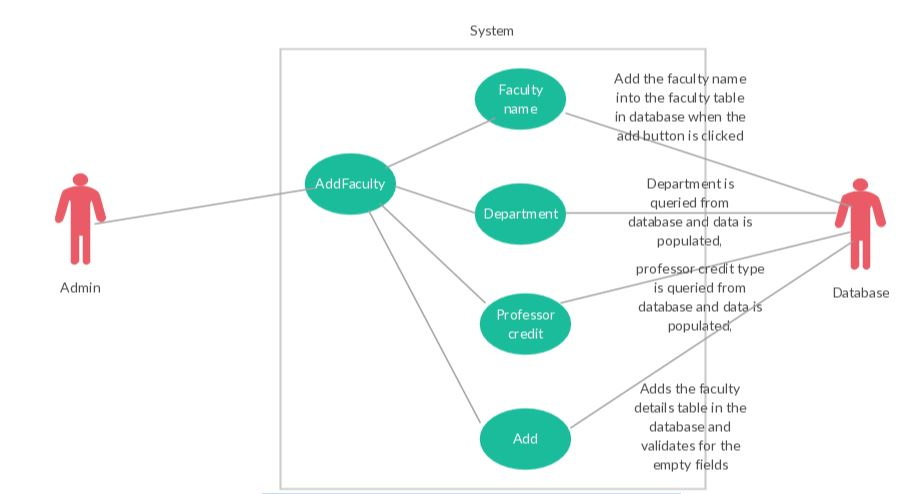 System
Faculty
name
Add the faculty name
into the faculty table
in database when the
add button is clicked
AddFaculty
Department
Department is
queried from
database and data is
populated,
Admin
Database
Professor
credit
professor credit type
is queried from
database and data is
populated,
Add
Adds the faculty
details table in the
database and
validates for the
empty fields